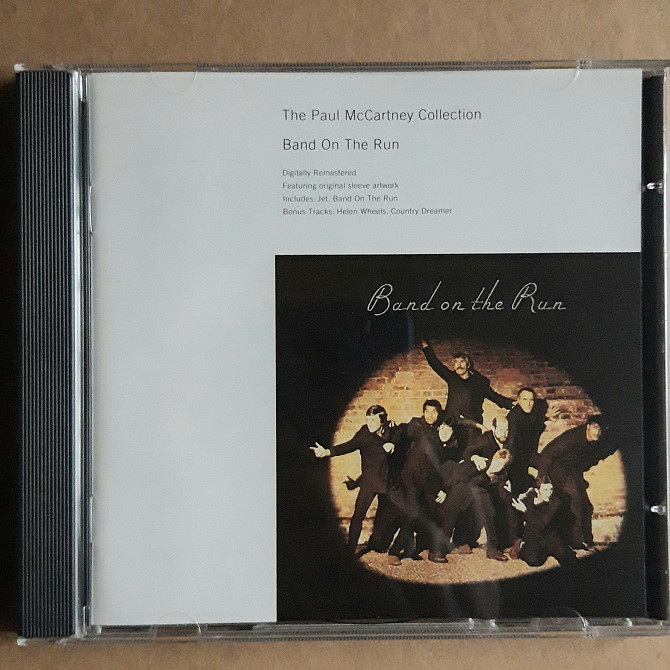 The Paul McCartney Collection
Band On The Run
Digitally Remastered
Featuring original sleeve artwork
Includes: Jet, Band On The Run
Bonus Tracks: Helen Wheels, Country Dreamer
Band on the Run